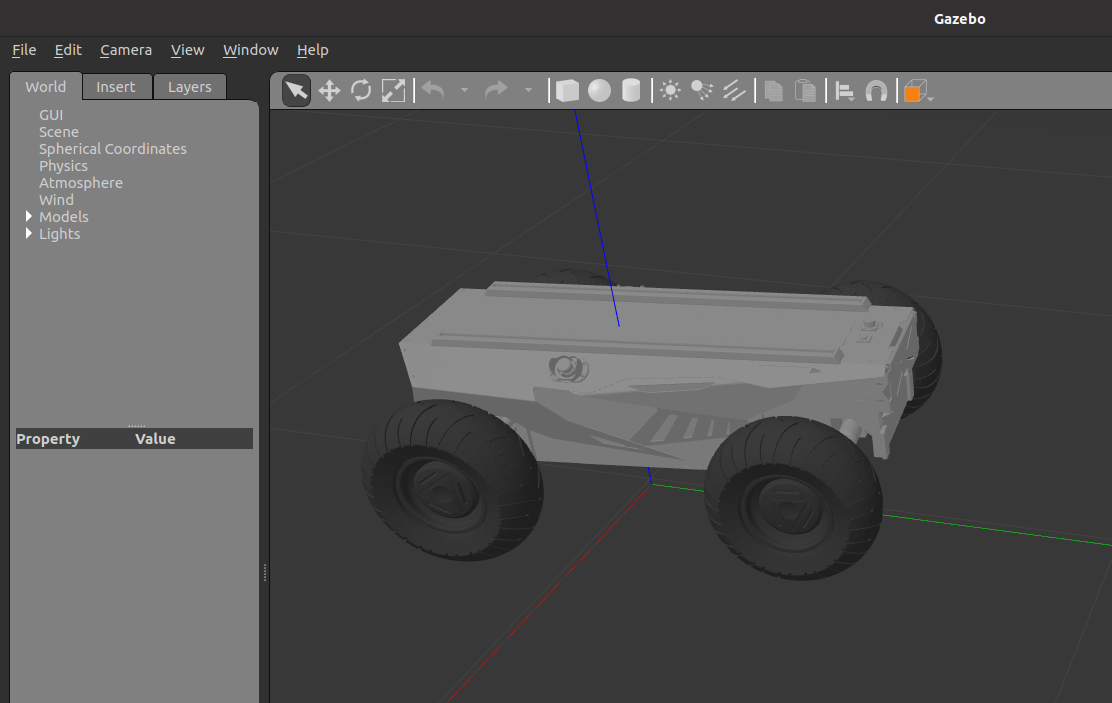 Gazebo
File Edit Camera View Window Help
World Insert Layers
GUI
Scene
Spherical Coordinates
Physics
Atmosphere
Wind
Models
Lights
Property Value